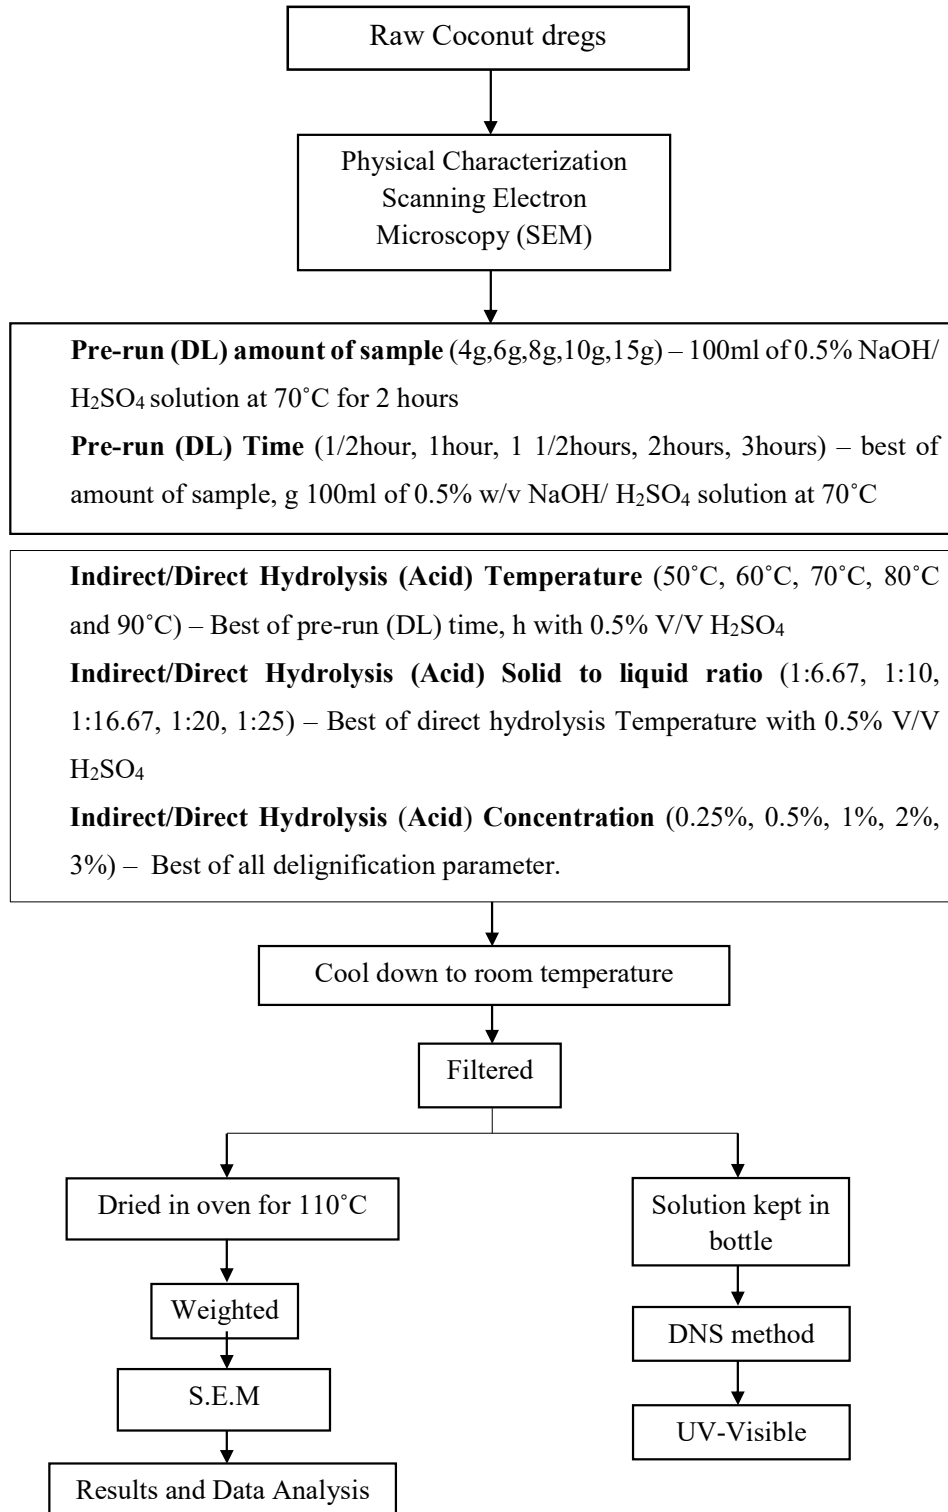 Raw Coconut dregs
Physical Characterization
Scanning Electron
Microscopy (SEM)
Pre-run (DL) amount of sample (4g,6g,8g,10g,15g) – 100ml of 0.5% NaOH/
H₂SO₄ solution at 70˚C for 2 hours
Pre-run (DL) Time (1/2hour, 1hour, 1 1/2hours, 2hours, 3hours) – best of
amount of sample, g 100ml of 0.5% w/v NaOH/ H₂SO₄ solution at 70˚C
Indirect/Direct Hydrolysis (Acid) Temperature (50˚C, 60˚C, 70˚C, 80˚C
and 90˚C) – Best of pre-run (DL) time, h with 0.5% V/V H₂SO₄
Indirect/Direct Hydrolysis (Acid) Solid to liquid ratio (1:6.67, 1:10,
1:16.67, 1:20, 1:25) – Best of direct hydrolysis Temperature with 0.5% V/V
H₂SO₄
Indirect/Direct Hydrolysis (Acid) Concentration (0.25%, 0.5%, 1%, 2%,
3%) – Best of all delignification parameter.
Cool down to room temperature
Filtered
Dried in oven for 110˚C
Weighted
S.E.M
Results and Data Analysis
Solution kept in
bottle
DNS method
UV-Visible